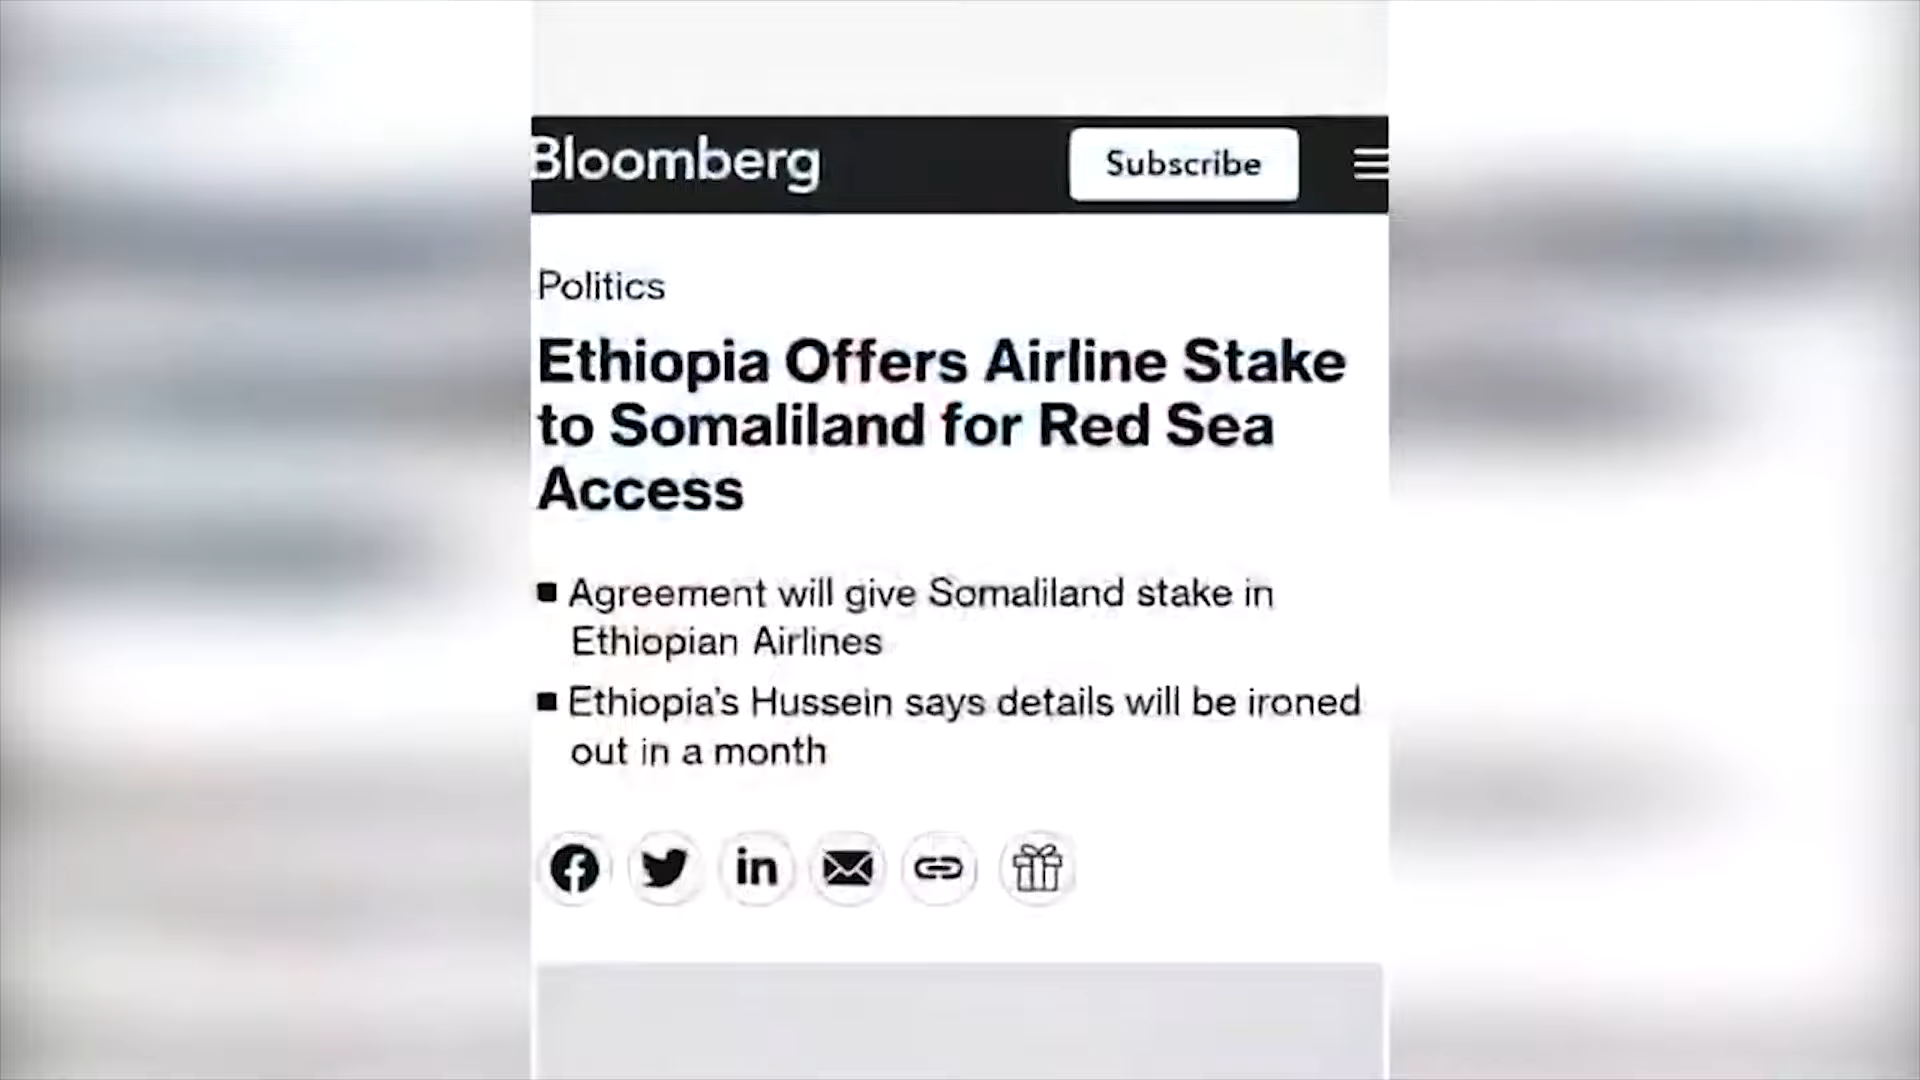 Bloomberg
Subscribe
Politics
Ethiopia Offers Airline Stake
to Somaliland for Red Sea
Access
■ Agreement will give Somaliland stake in
Ethiopian Airlines
■ Ethiopia's Hussein says details will be ironed
out in a month
in